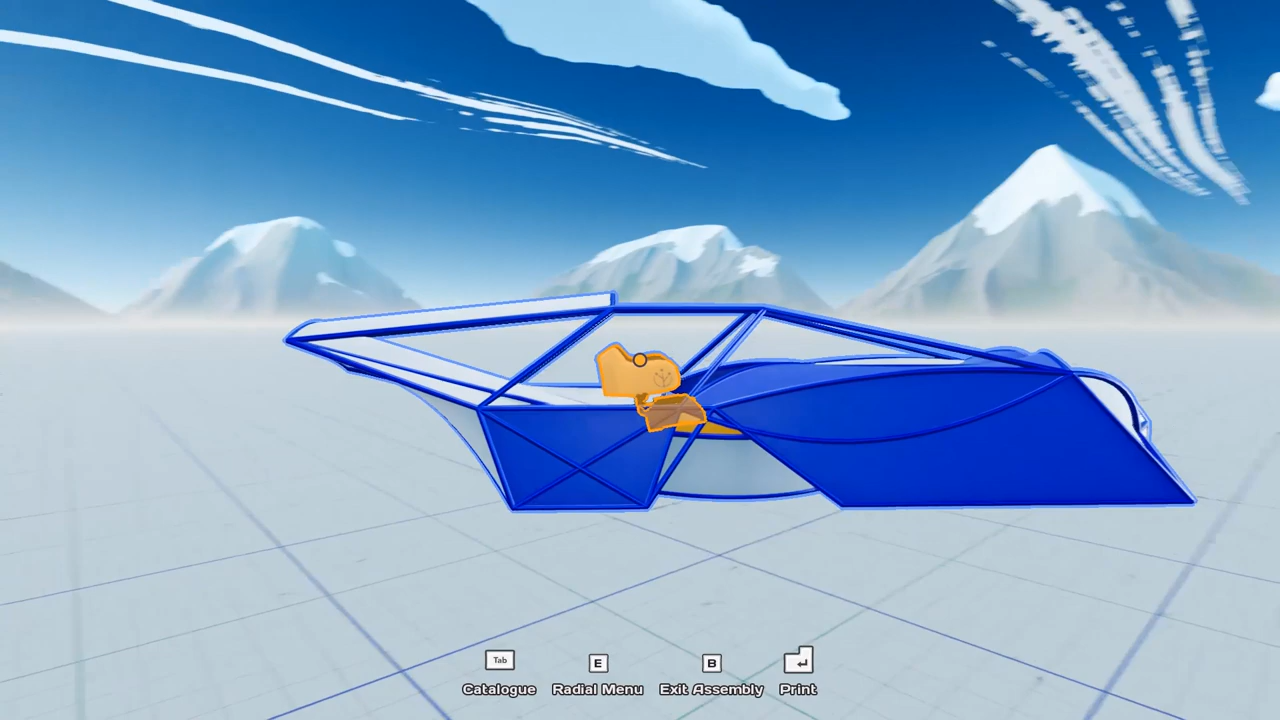 Tab
E
B
Catalogue
Radial Menu
Exit Assembly
Print